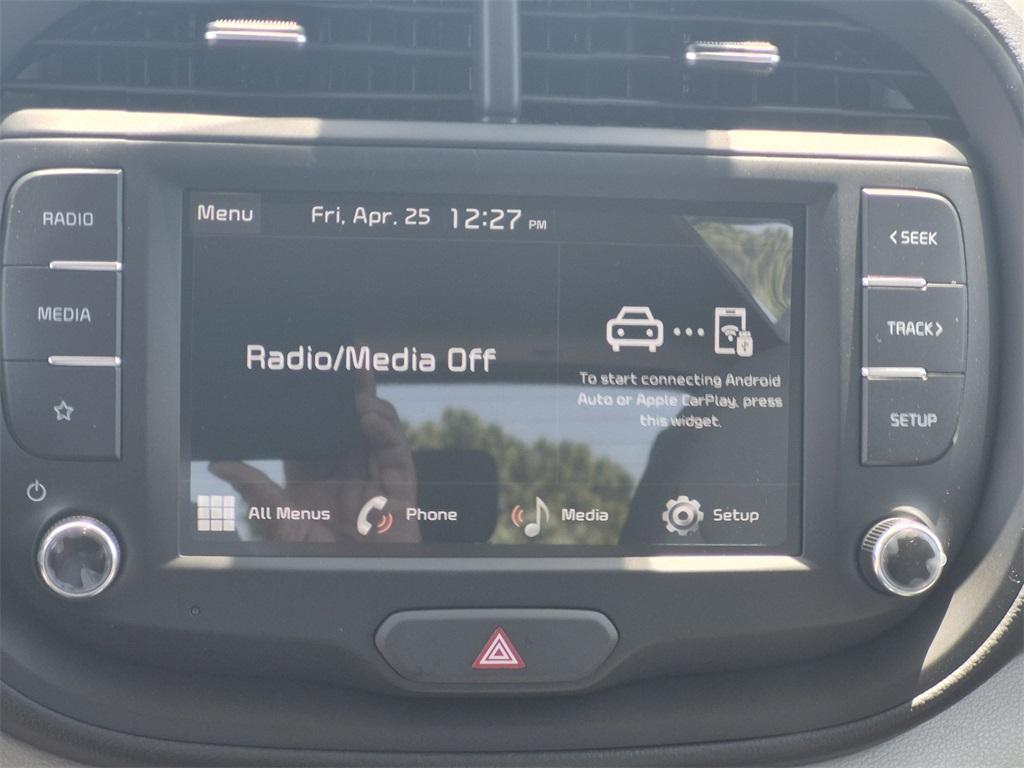 RADIO
MEDIA
Menu
Fri, Apr. 25 12:27 PM
Radio/Media Off
To start connecting Android
Auto or Apple CarPlay, press
this widget.
All Menus
Phone
Media
Setup
<SEEK
TRACK>
SETUP